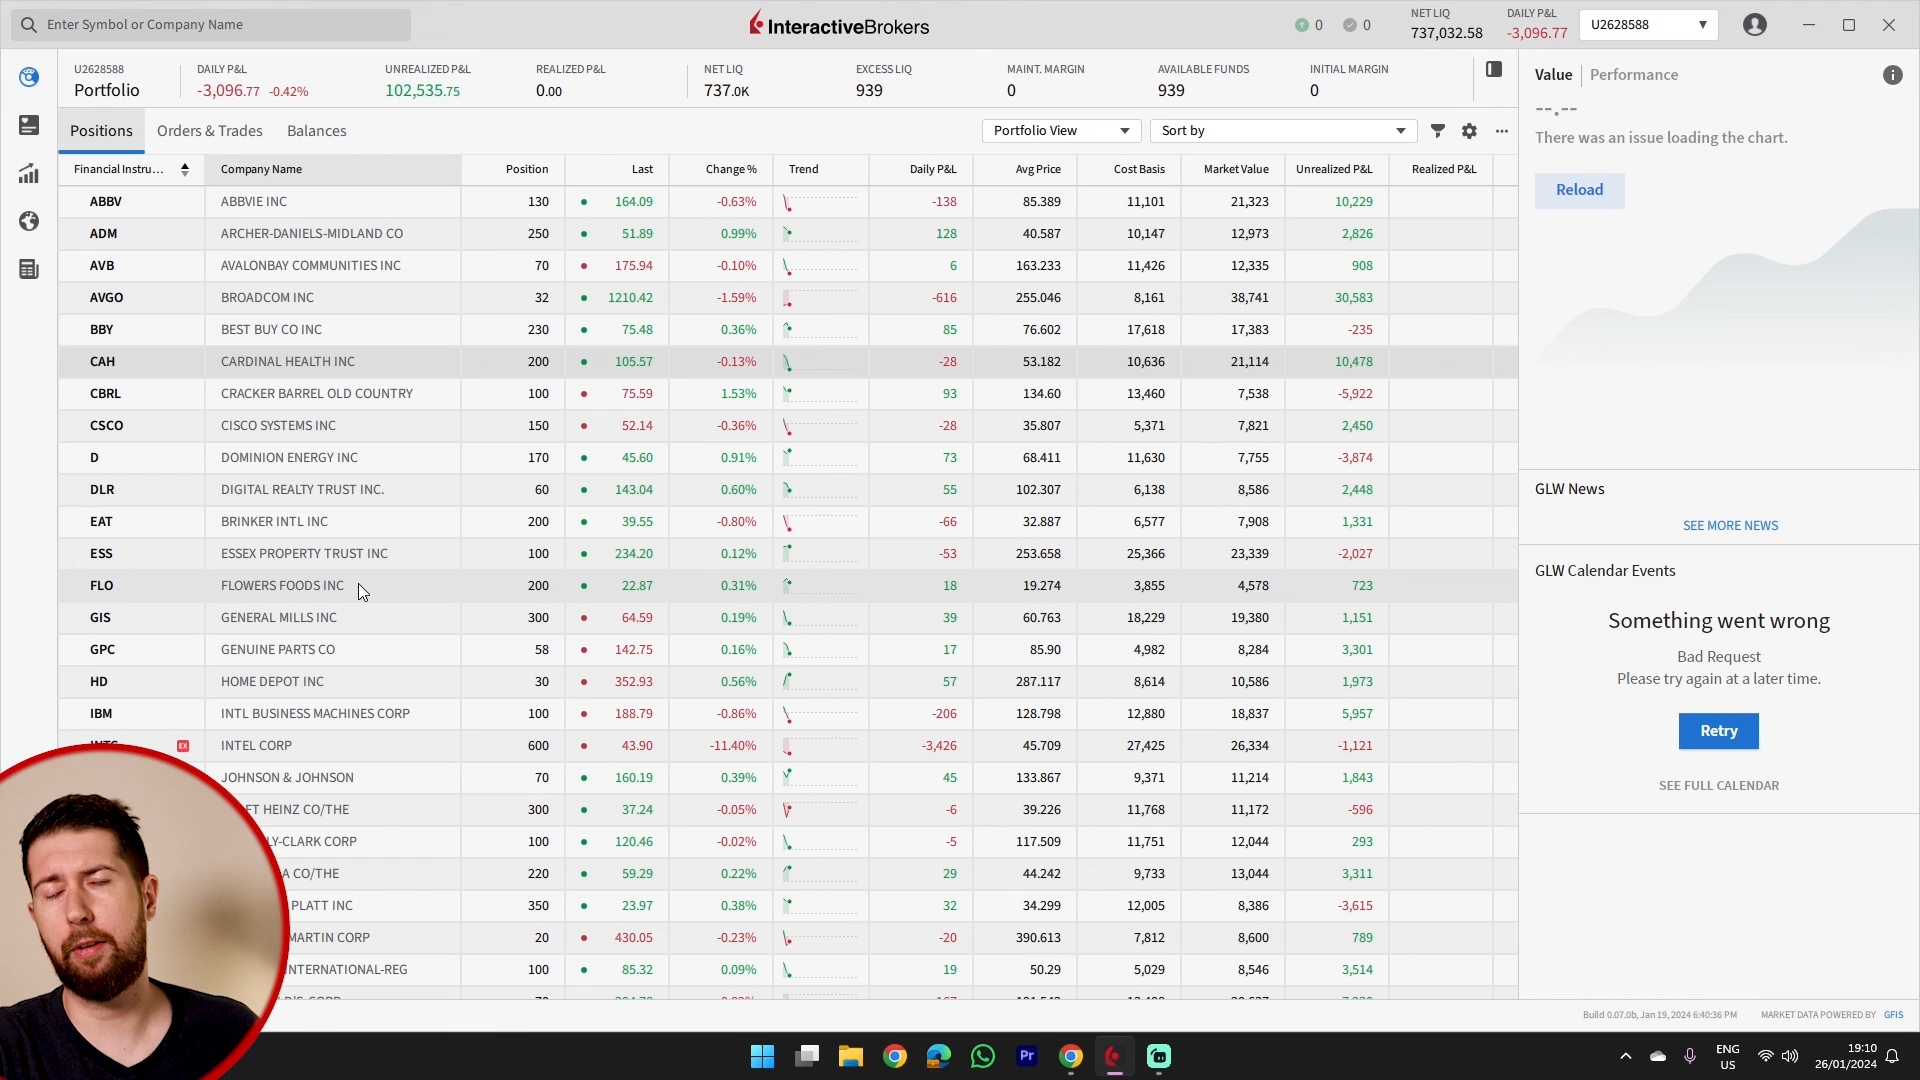 Enter Symbol or Company Name
InteractiveBrokers
0 0
NET LIQ
737,032.58
DAILY P&L
-3,096.77
U2628588
U2628588
Portfolio
DAILY P&L
-3,096.77 -0.42%
UNREALIZED P&L
102,535.75
REALIZED P&L
0.00
NET LIQ
737.0K
EXCESS LIQ
939
MAINT. MARGIN
0
AVAILABLE FUNDS
939
INITIAL MARGIN
0
Positions Orders & Trades Balances Portfolio View Sort by
Financial Instru... Company Name Position Last Change % Trend Daily P&L Avg Price Cost Basis Market Value Unrealized P&L Realized P&L
ABBV ABBVIE INC 130 164.09 -0.63% -138 85.389 11,101 21,323 10,229
ADM ARCHER-DANIELS-MIDLAND CO 250 51.89 0.99% 128 40.587 10,147 12,973 2,826
AVB AVALONBAY COMMUNITIES INC 70 175.94 -0.10% 6 163.233 11,426 12,335 908
AVGO BROADCOM INC 32 1210.42 -1.59% -616 255.046 8,161 38,741 30,583
BBY BEST BUY CO INC 230 75.48 0.36% 85 76.602 17,618 17,383 -235
CAH CARDINAL HEALTH INC 200 105.57 -0.13% -28 53.182 10,636 21,114 10,478
CBRL CRACKER BARREL OLD COUNTRY 100 75.59 1.53% 93 134.60 13,460 7,538 -5,922
CSCO CISCO SYSTEMS INC 150 52.14 -0.36% -28 35.807 5,371 7,821 2,450
D DOMINION ENERGY INC 170 45.60 0.91% 73 68.411 11,630 7,755 -3,874
DLR DIGITAL REALTY TRUST INC. 60 143.04 0.60% 55 102.307 6,138 8,586 2,448
EAT BRINKER INTL INC 200 39.55 -0.80% -66 32.887 6,577 7,908 1,331
ESS ESSEX PROPERTY TRUST INC 100 234.20 0.12% -53 253.658 25,366 23,339 -2,027
FLO FLOWERS FOODS INC 200 22.87 0.31% 18 19.274 3,855 4,578 723
GIS GENERAL MILLS INC 300 64.59 0.19% 39 60.763 18,229 19,380 1,151
GPC GENUINE PARTS CO 58 142.75 0.16% 17 85.90 4,982 8,284 3,301
HD HOME DEPOT INC 30 352.93 0.56% 57 287.117 8,614 10,586 1,973
IBM INTL BUSINESS MACHINES CORP 100 188.79 -0.86% -206 128.798 12,880 18,837 5,957
EX INTEL CORP 600 43.90 -11.40% -3,426 45.709 27,425 26,334 -1,121
JOHNSON & JOHNSON 70 160.19 0.39% 45 133.867 9,371 11,214 1,843
ET HEINZ CO/THE 300 37.24 -0.05% -6 39.226 11,768 11,172 -596
LY-CLARK CORP 100 120.46 -0.02% -5 117.509 11,751 12,044 293
A CO/THE 220 59.29 0.22% 29 44.242 9,733 13,044 3,311
PLATT INC 350 23.97 0.38% 32 34.299 12,005 8,386 -3,615
MARTIN CORP 20 430.05 -0.23% -20 390.613 7,812 8,600 789
INTERNATIONAL-REG 100 85.32 0.09% 19 50.29 5,029 8,546 3,514
Value Performance
--.--
There was an issue loading the chart.
Reload
GLW News
SEE MORE NEWS
GLW Calendar Events
Something went wrong
Bad Request
Please try again at a later time.
Retry
SEE FULL CALENDAR
Build 0.07.0b, Jan 19, 2024 6:40:36 PM MARKET DATA POWERED BY GFIS
Pr
ENG
US
19:10
26/01/2024